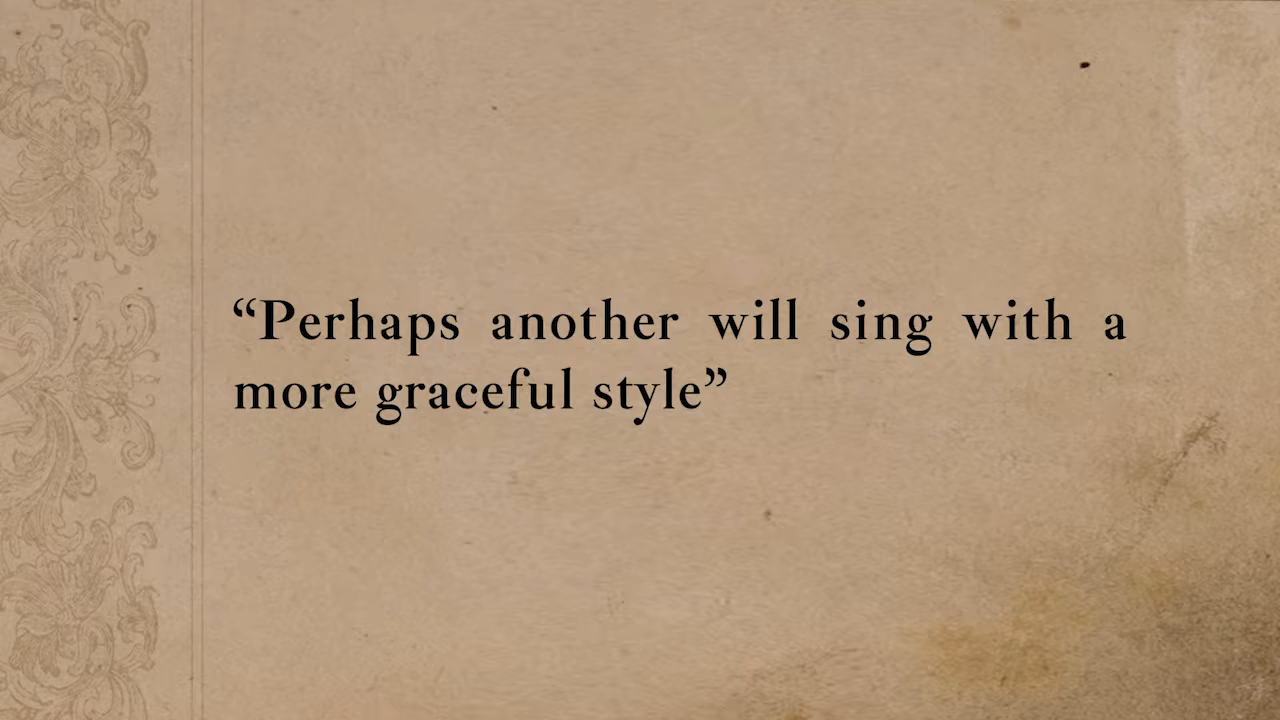 “Perhaps another will sing with a
more graceful style”